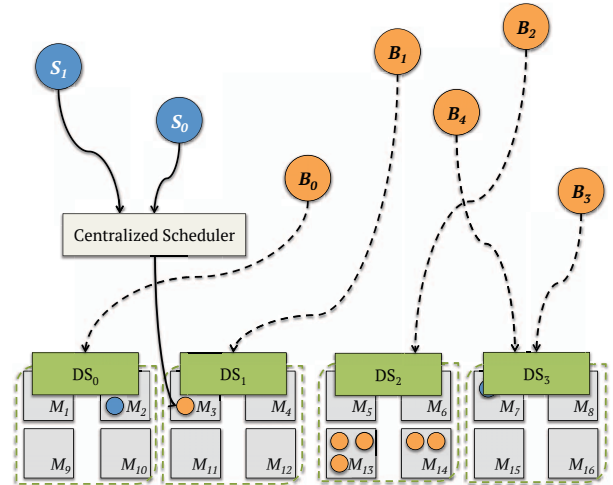 B₂
B₁
S₁
B₄
S₀
B₀
B₃
Centralized Scheduler
DS₀
DS₁
DS₂
DS₃
M₁
M₂
M₃
M₄
M₅
M₆
M₇
M₈
M₉
M₁₀
M₁₁
M₁₂
M₁₃
M₁₄
M₁₅
M₁₆